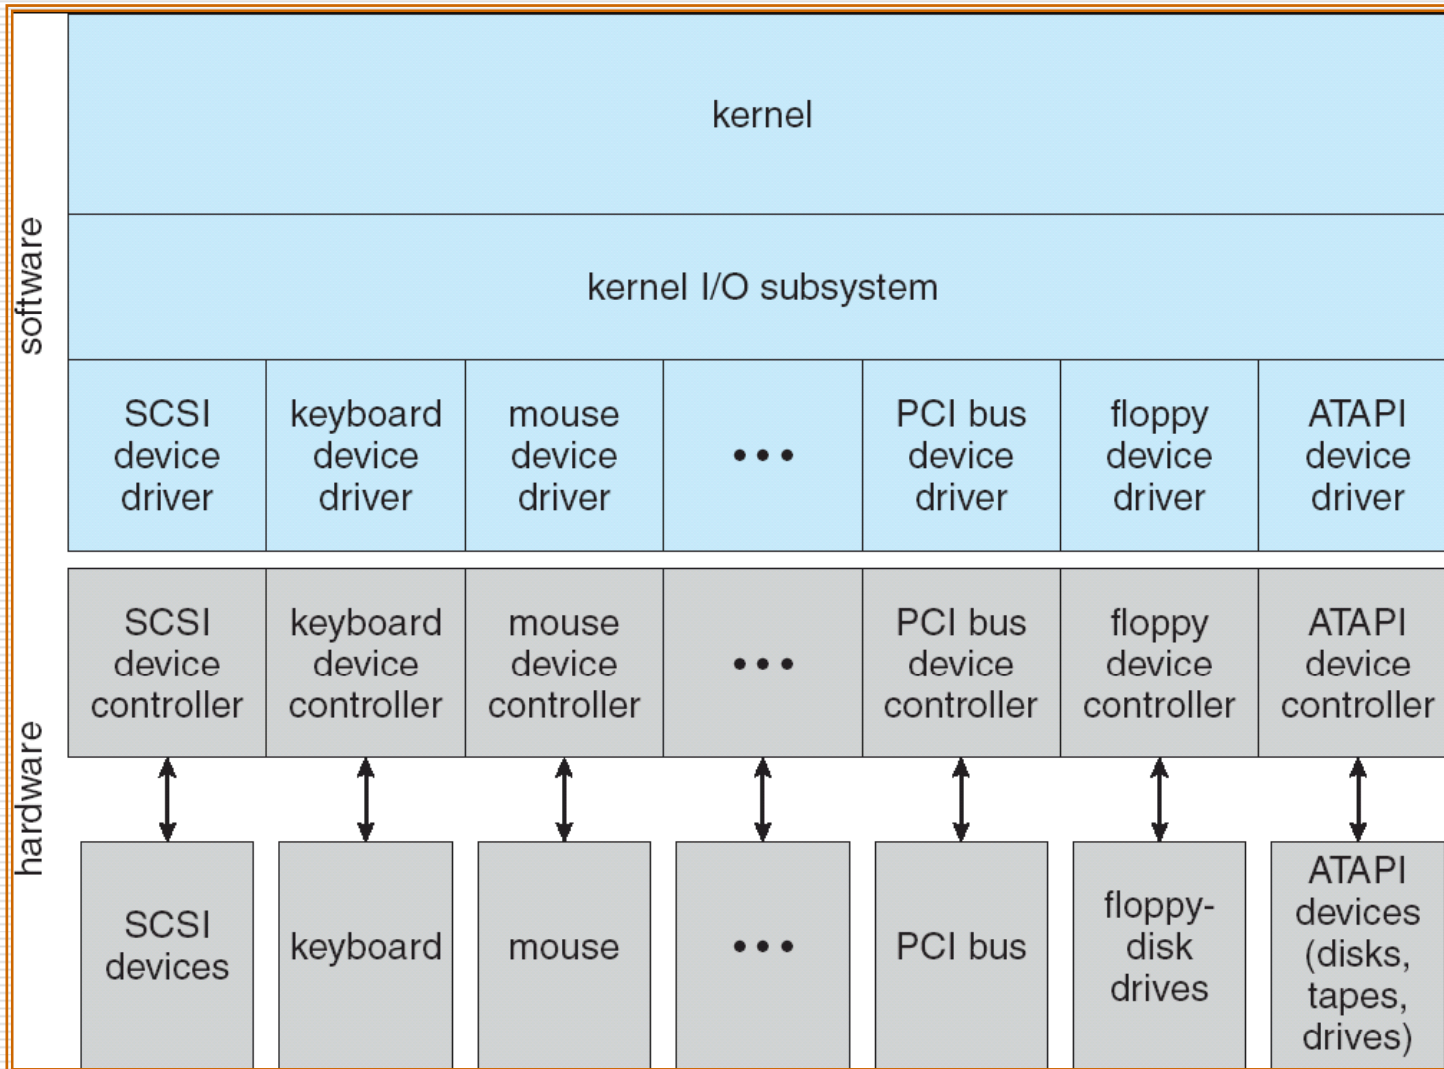 kernel
software
kernel I/O subsystem
SCSI
device
driver
keyboard
device
driver
mouse
device
driver
•••
PCI bus
device
driver
floppy
device
driver
ATAPI
device
driver
hardware
SCSI
device
controller
keyboard
device
controller
mouse
device
controller
•••
PCI bus
device
controller
floppy
device
controller
ATAPI
device
controller
SCSI
devices
keyboard
mouse
•••
PCI bus
floppy-
disk
drives
ATAPI
devices
(disks,
tapes,
drives)